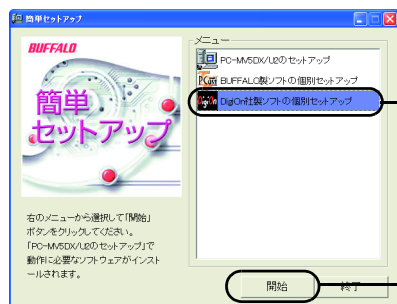 簡単セットアップ
BUFFALO
簡単
セットアップ
右のメニューから選択して「開始」
ボタンをクリックしてください。
「PC-MV5DX/U2のセットアップ」で
動作に必要なソフトウェアがインスト
ールされます。
メニュー
PC-MV5DX/U2のセットアップ
PCast BUFFALO製ソフトの個別セットアップ
DigiOn DigiOn社製ソフトの個別セットアップ
開始
終了